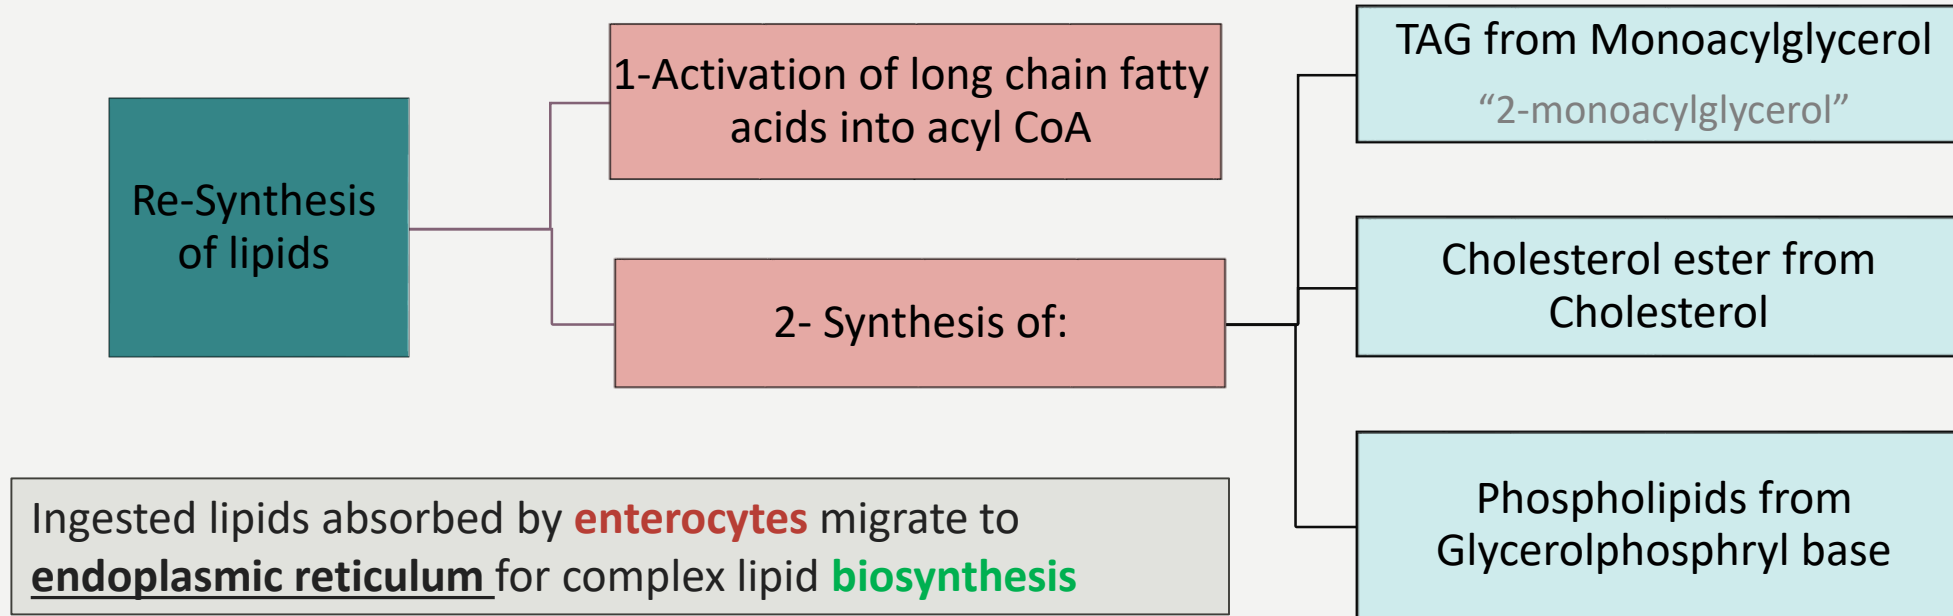 Re-Synthesis
of lipids
1-Activation of long chain fatty
acids into acyl CoA
2- Synthesis of:
TAG from Monoacylglycerol
“2-monoacylglycerol”
Cholesterol ester from
Cholesterol
Phospholipids from
Glycerolphosphryl base
Ingested lipids absorbed by enterocytes migrate to
endoplasmic reticulum for complex lipid biosynthesis